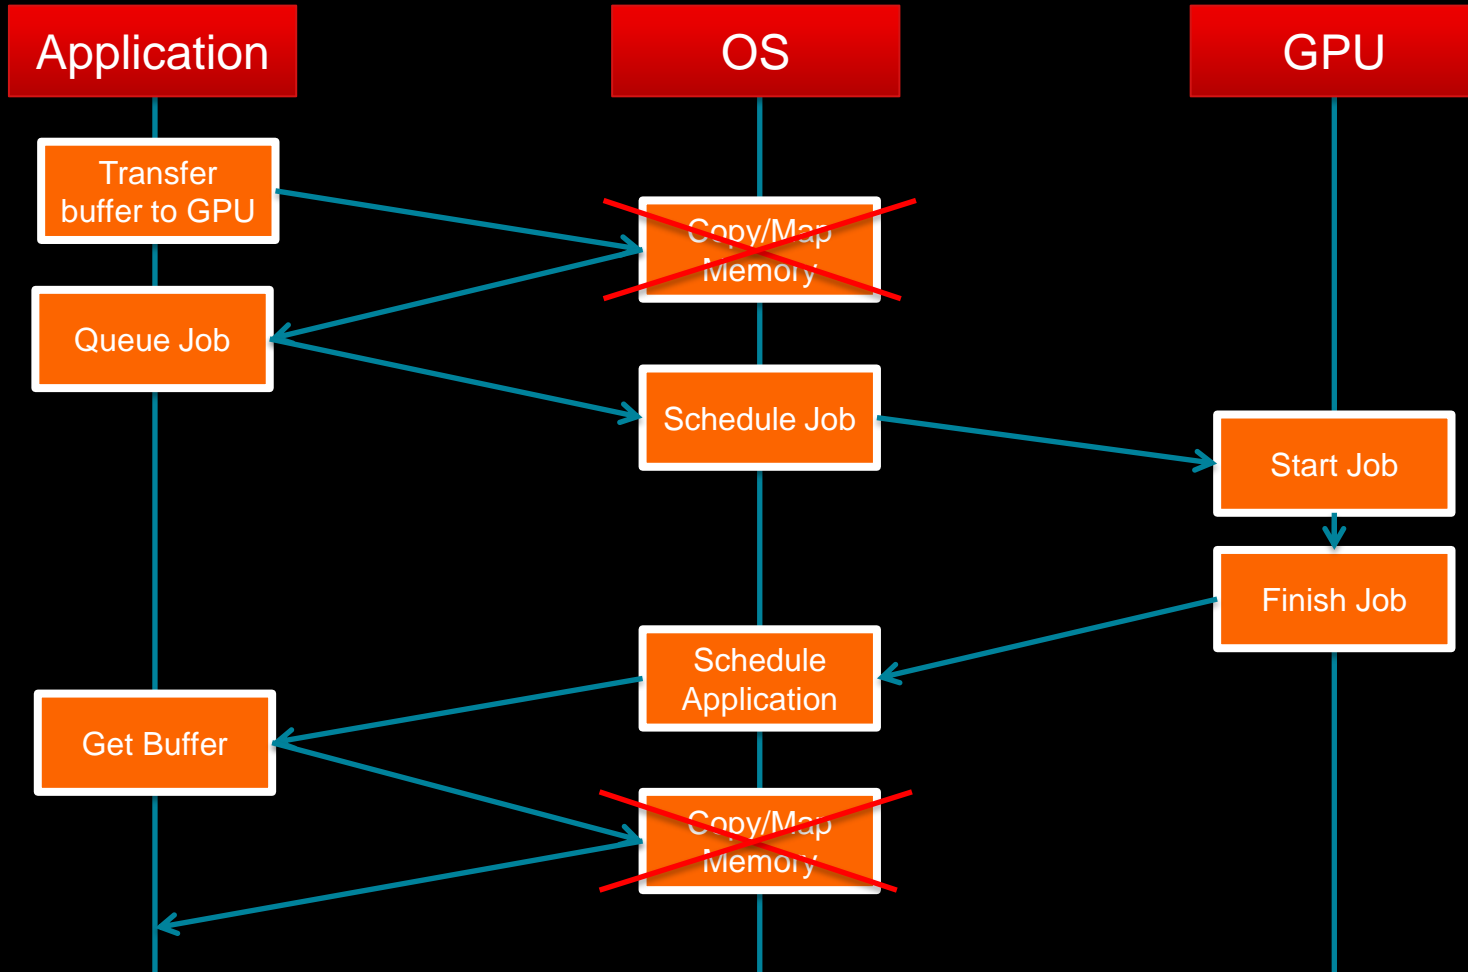 Application
OS
GPU
Transfer
buffer to GPU
Copy/Map
Memory
Queue Job
Schedule Job
Start Job
Finish Job
Schedule
Application
Get Buffer
Copy/Map
Memory